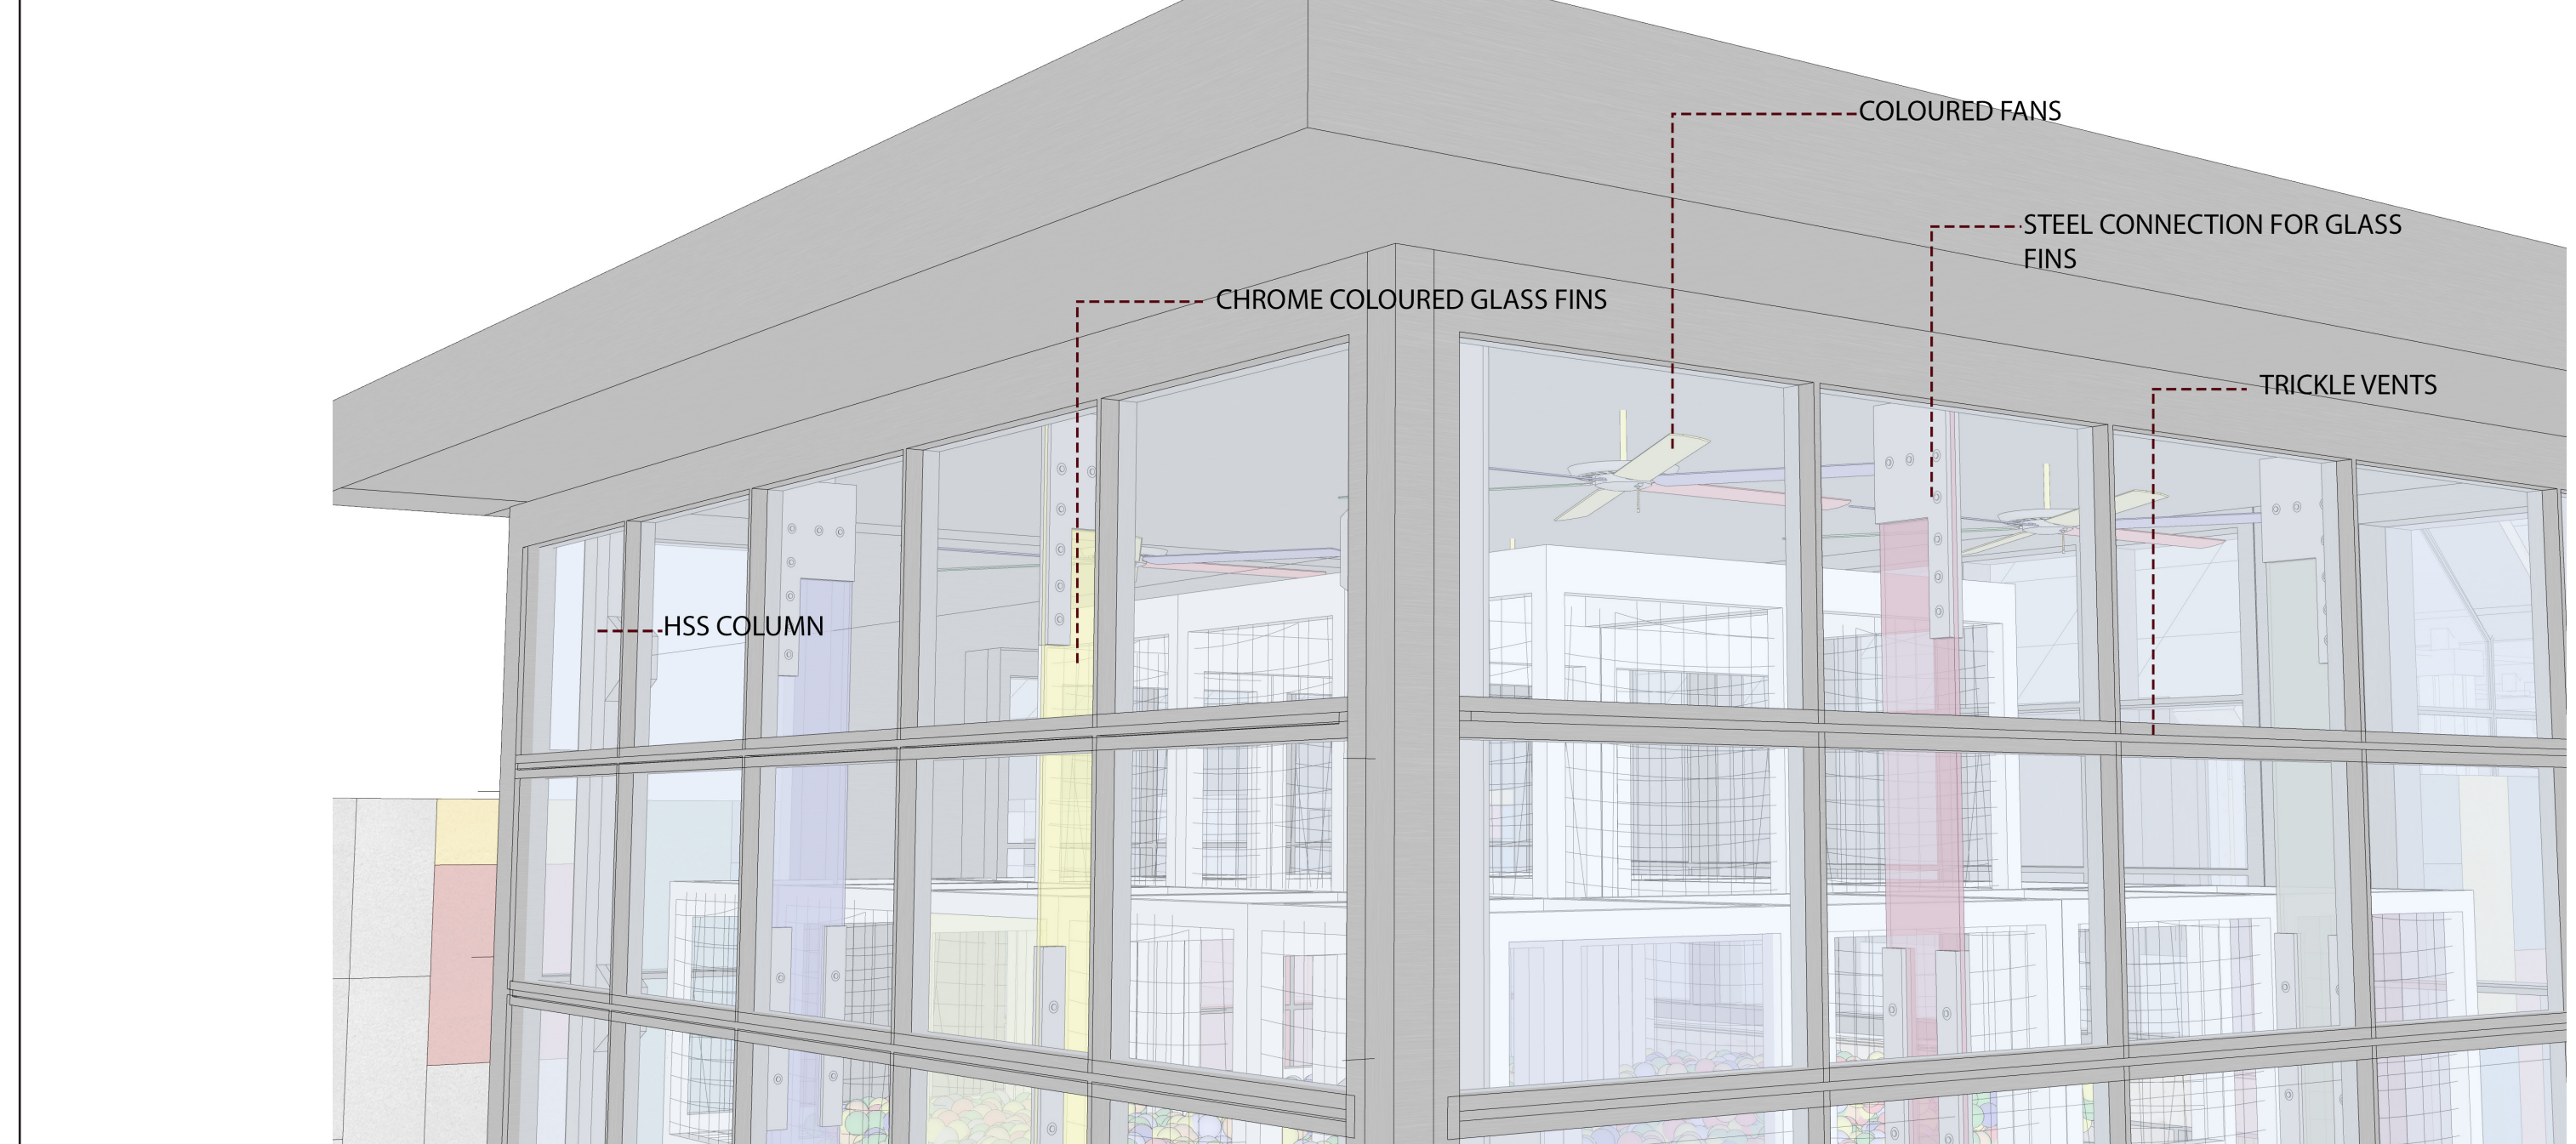 COLOURED FANS
STEEL CONNECTION FOR GLASS
FINS
CHROME COLOURED GLASS FINS
TRICKLE VENTS
HSS COLUMN